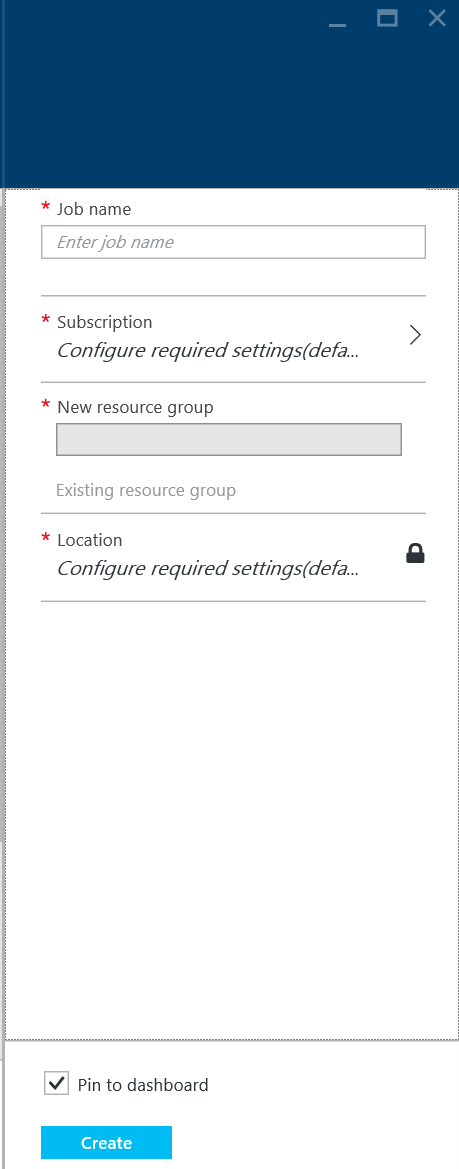 * Job name
Enter job name
* Subscription
Configure required settings(defa...
* New resource group
Existing resource group
* Location
Configure required settings(defa...
Pin to dashboard
Create